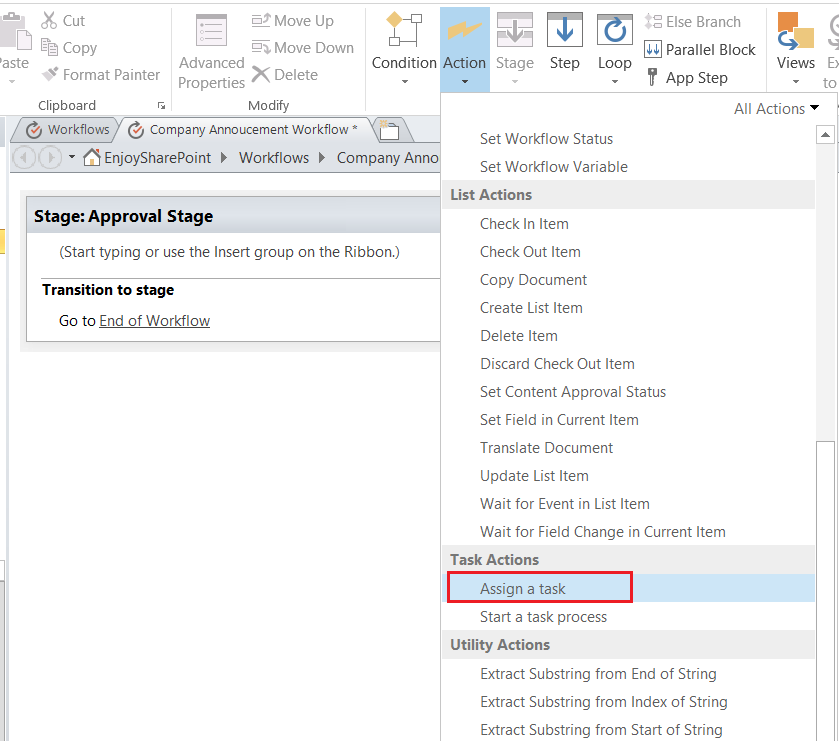 Paste
Cut
Copy
Format Painter
Clipboard
Advanced
Properties
Move Up
Move Down
Delete
Modify
Condition
Action
Stage
Step
Loop
Else Branch
Parallel Block
App Step
Views
to
All Actions
Workflows
Company Annoucement Workflow *
EnjoySharePoint
Workflows
Company Anno
Stage: Approval Stage
(Start typing or use the Insert group on the Ribbon.)
Transition to stage
Go to End of Workflow
Set Workflow Status
Set Workflow Variable
List Actions
Check In Item
Check Out Item
Copy Document
Create List Item
Delete Item
Discard Check Out Item
Set Content Approval Status
Set Field in Current Item
Translate Document
Update List Item
Wait for Event in List Item
Wait for Field Change in Current Item
Task Actions
Assign a task
Start a task process
Utility Actions
Extract Substring from End of String
Extract Substring from Index of String
Extract Substring from Start of String